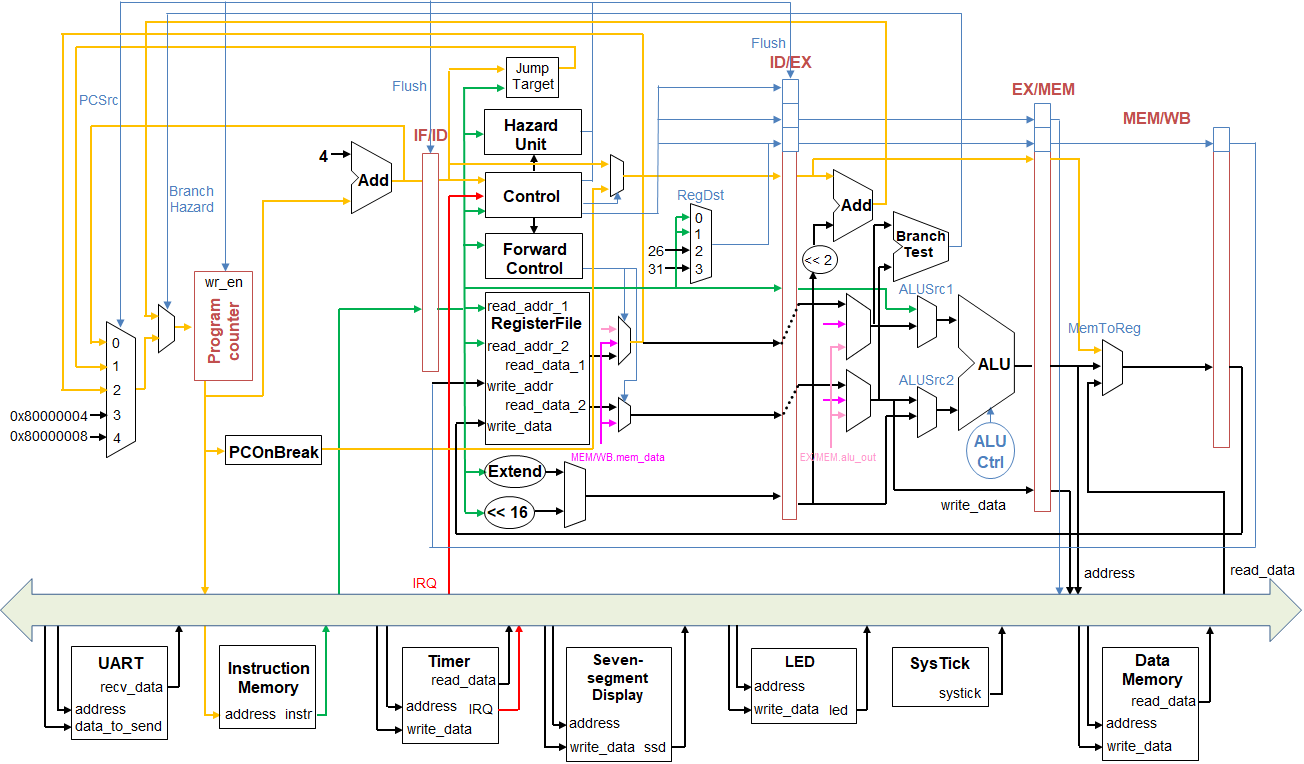 Flush
ID/EX
Jump
Target
EX/MEM
Flush
PCSrc
Hazard
Unit
IF/ID
MEM/WB
4
Add
Control
Branch
Hazard
RegDst
0
1
26
2
31
3
Add
Branch
Test
Forward
Control
<< 2
wr_en
Program
counter
ALUSrc1
read_addr_1
RegisterFile
read_addr_2
read_data_1
write_addr
read_data_2
write_data
MemToReg
ALU
ALUSrc2
0
1
2
0x80000004
3
0x80000008
4
PCOnBreak
MEM/WB.mem_data
EX/MEM.alu_out
ALU
Ctrl
Extend
<< 16
write_data
IRQ
address
read_data
UART
recv_data
address
data_to_send
Instruction
Memory
address
instr
Timer
read_data
address
IRQ
write_data
Seven-
segment
Display
address
write_data
ssd
LED
address
write_data
led
SysTick
systick
Data
Memory
read_data
address
write_data